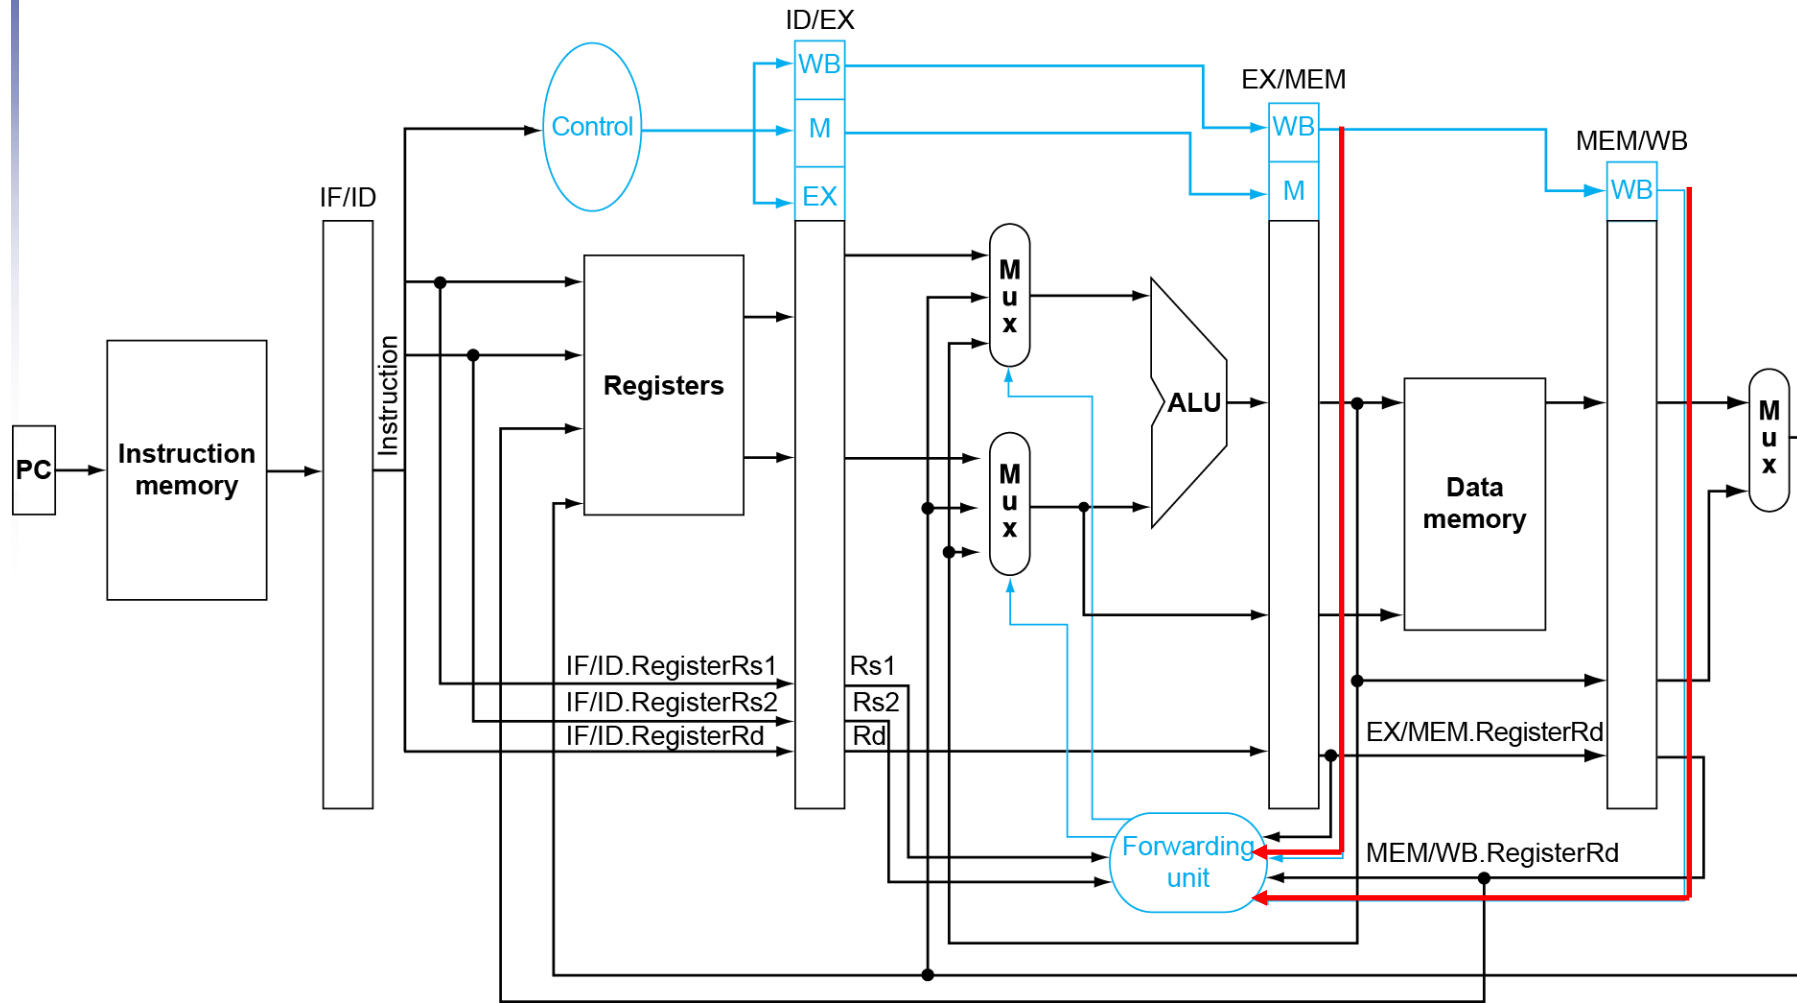 ID/EX
WB
EX/MEM
Control
M
WB
MEM/WB
IF/ID
EX
M
WB
M
u
x
Instruction
Registers
ALU
M
u
x
PC
Instruction
memory
M
u
x
Data
memory
IF/ID.RegisterRs1
Rs1
IF/ID.RegisterRs2
Rs2
IF/ID.RegisterRd
Rd
EX/MEM.RegisterRd
Forwarding
unit
MEM/WB.RegisterRd